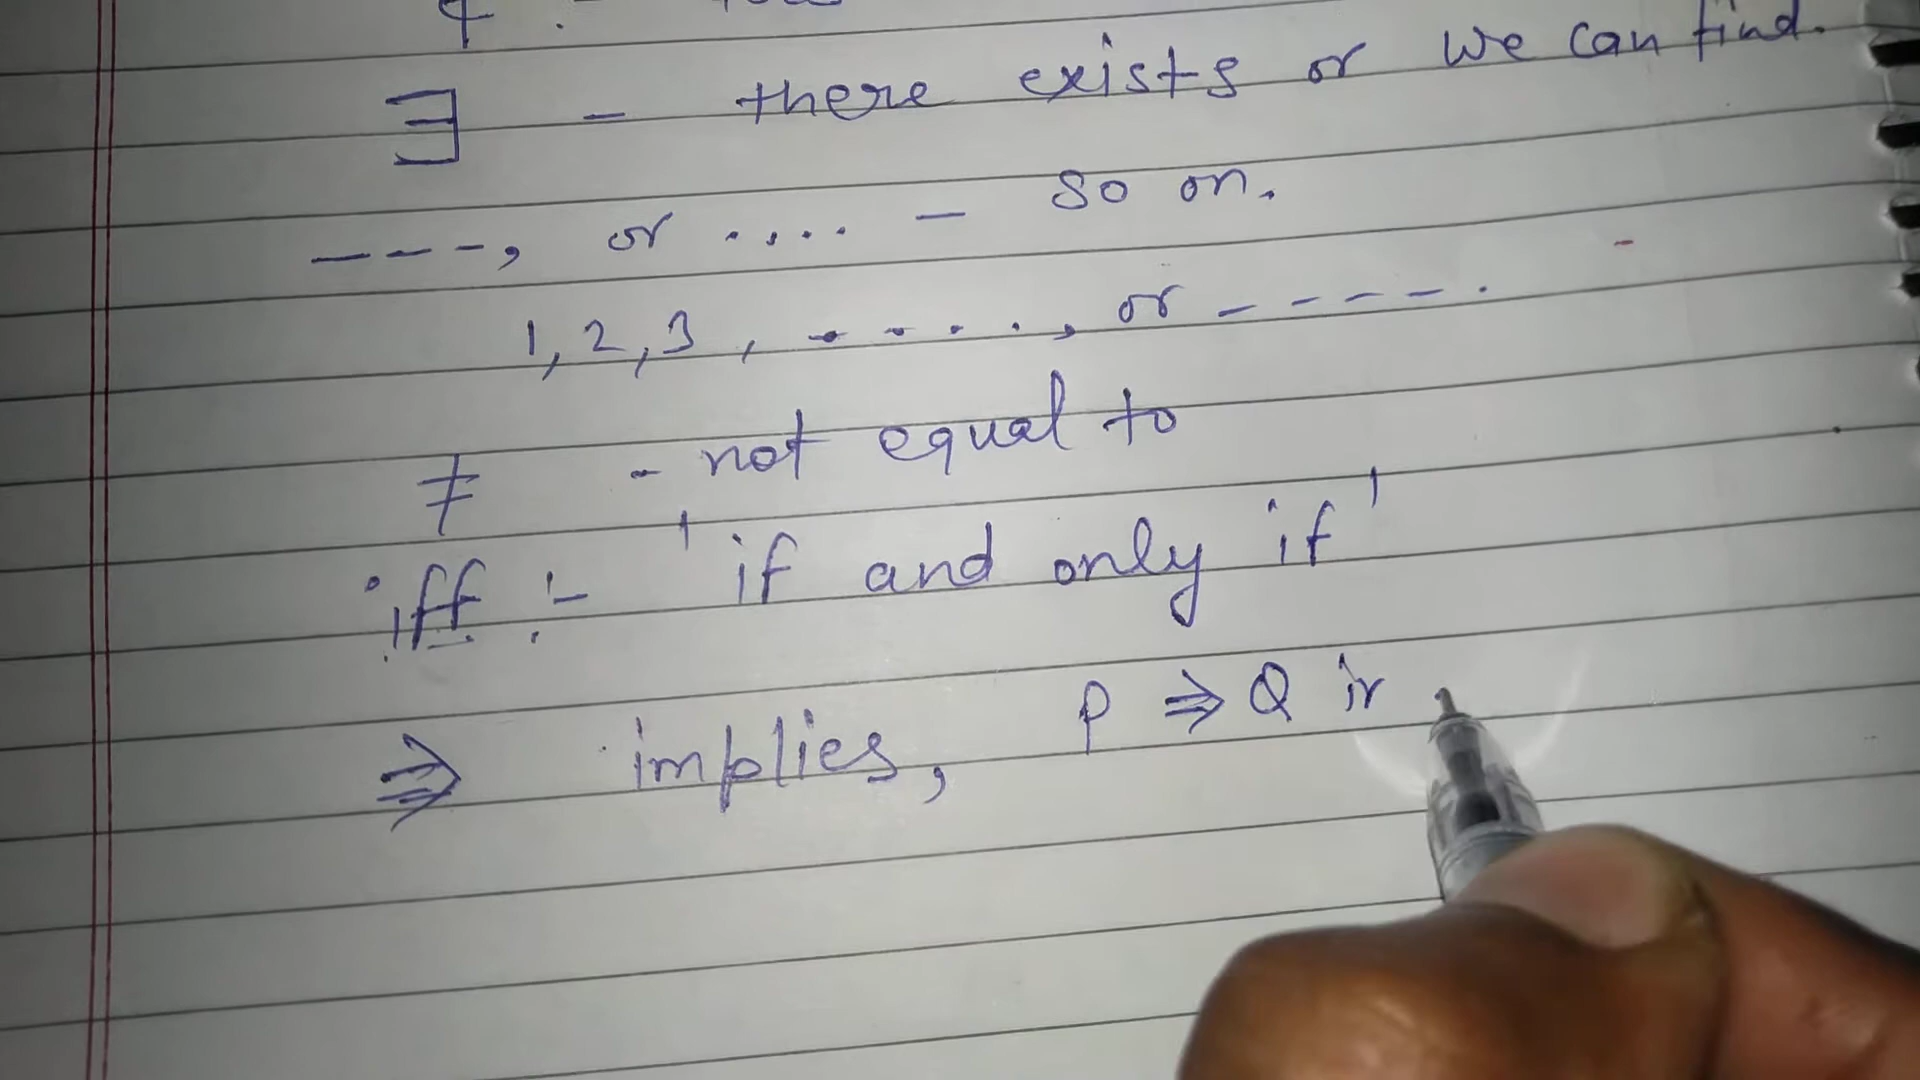 ∃ - there exists or we can find.
---, or .... - so on.
1, 2, 3, ....., or ----.
≠ - not equal to
iff :- 'if and only if'
⇒ implies, P ⇒ Q